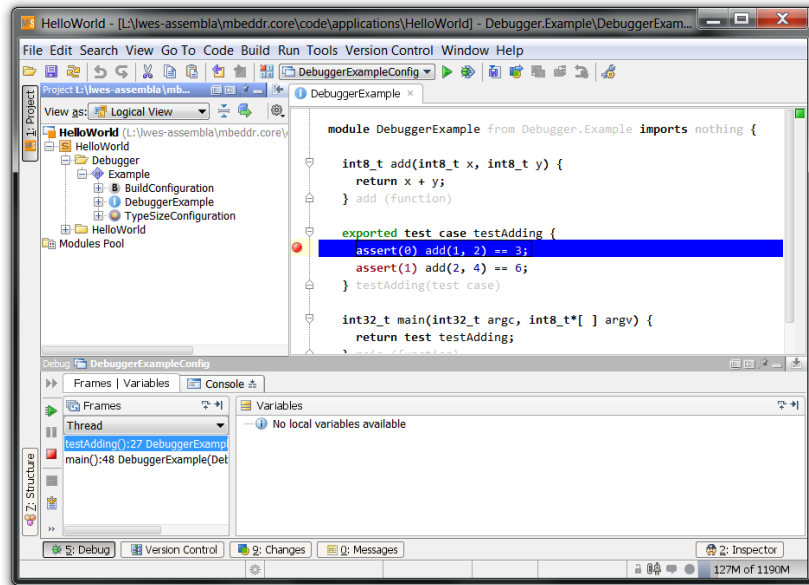 HelloWorld - [L:\lwes-assembla\mbeddr.core\code\applications\HelloWorld] - Debugger.Example\DebuggerExam...
File Edit Search View Go To Code Build Run Tools Version Control Window Help
DebuggerExampleConfig
1: Project
Project L:\lwes-assembla\mb...
DebuggerExample
View as: Logical View
HelloWorld (L:\lwes-assembla\mbeddr.core\
HelloWorld
Debugger
Example
BuildConfiguration
DebuggerExample
TypeSizeConfiguration
HelloWorld
Modules Pool
module DebuggerExample from Debugger.Example imports nothing {
int8_t add(int8_t x, int8_t y) {
return x + y;
} add (function)
exported test case testAdding {
assert(0) add(1, 2) == 3;
assert(1) add(2, 4) == 6;
} testAdding(test case)
int32_t main(int32_t argc, int8_t*[ ] argv) {
return test testAdding;
} main (function)
Debug DebuggerExampleConfig
Frames | Variables Console
Frames
Thread
testAdding():27 DebuggerExampl
main():48 DebuggerExample(Deb
Variables
No local variables available
7: Structure
5: Debug Version Control 9: Changes 0: Messages 2: Inspector
127M of 1190M